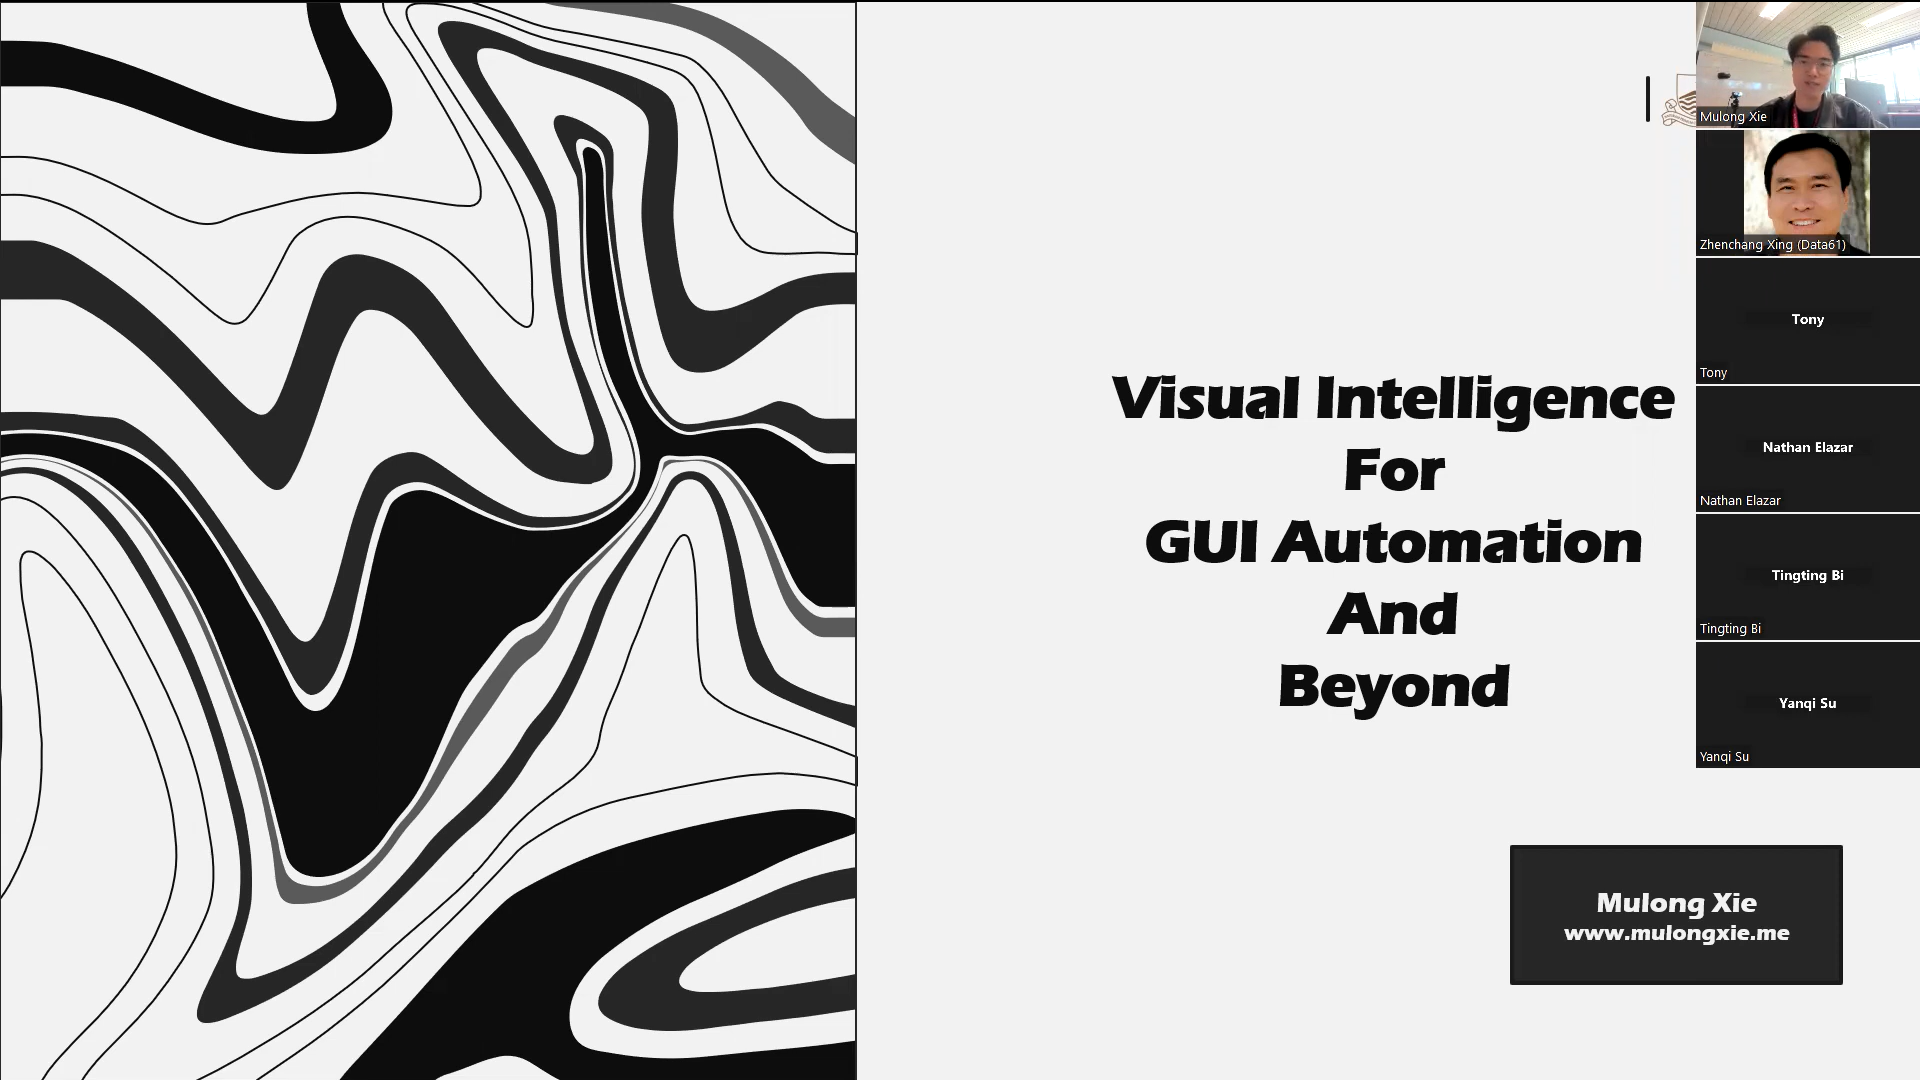 Visual Intelligence
For
GUI Automation
And
Beyond
Mulong Xie
www.mulongxie.me
Mulong Xie
Zhenchang Xing (Data61)
Tony
Tony
Nathan Elazar
Nathan Elazar
Tingting Bi
Tingting Bi
Yanqi Su
Yanqi Su